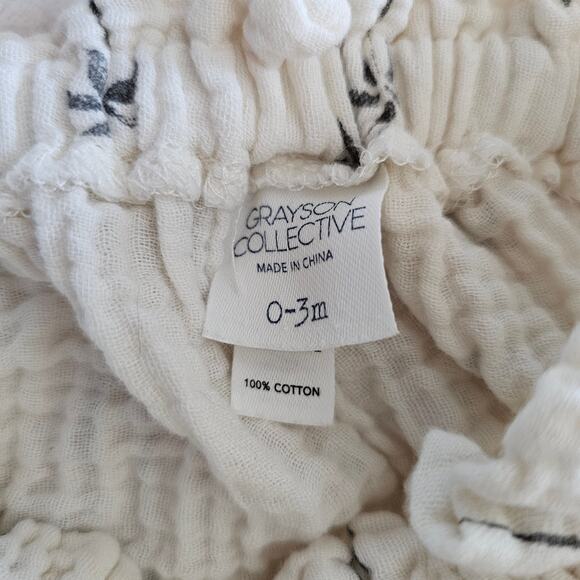 GRAYSON
COLLECTIVE
MADE IN CHINA
0-3m
100% COTTON